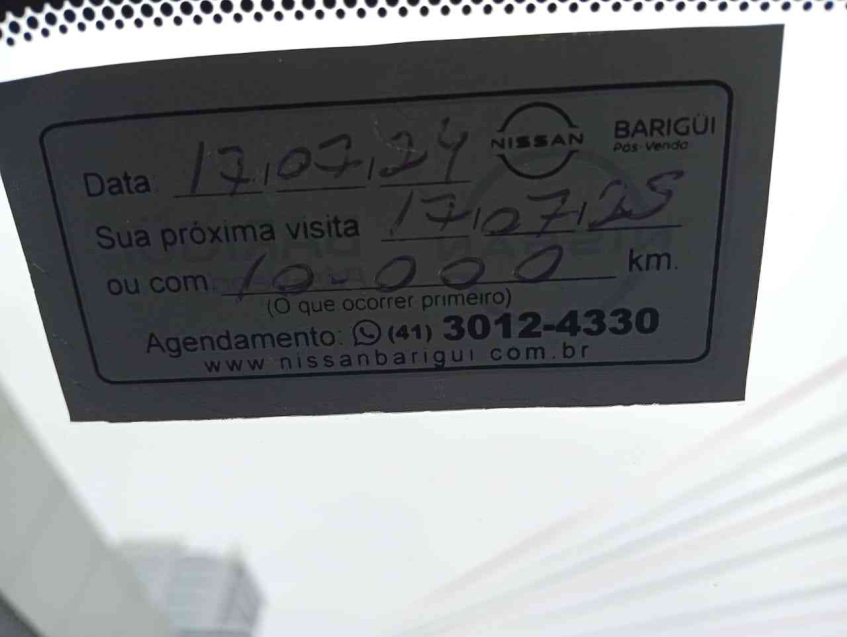 NISSAN BARIGÜI
Pós-Venda
Data 17/07/24
Sua próxima visita 17/07/25
ou com 10.000 km.
(O que ocorrer primeiro)
Agendamento: (41) 3012-4330
www.nissanbarigui.com.br